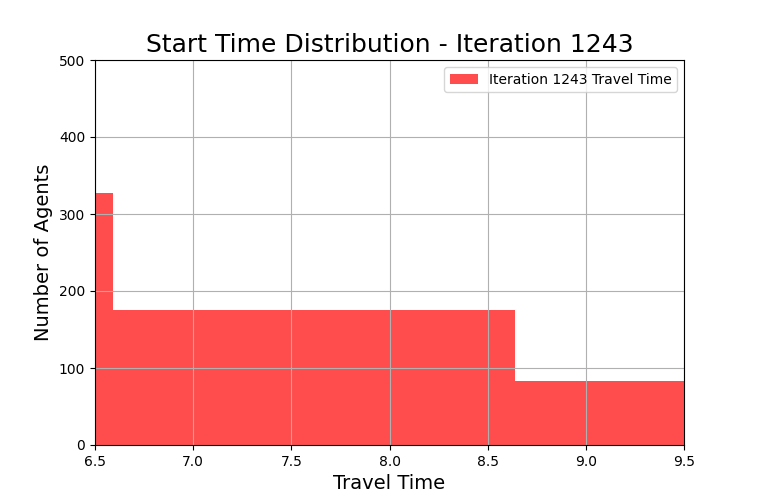 Start Time Distribution - Iteration 1243
Iteration 1243 Travel Time
Number of Agents
500
400
300
200
100
0
6.5 7.0 7.5 8.0 8.5 9.0 9.5
Travel Time